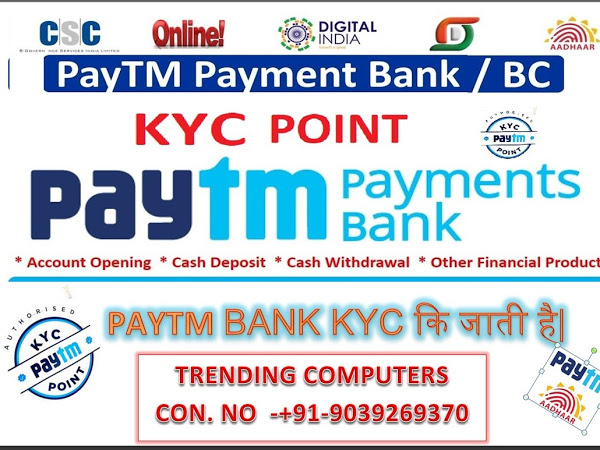 CSC
Online!
DIGITAL INDIA
AADHAAR
PayTM Payment Bank / BC
KYC POINT
AUTHORISED KYC paytm POINT
paytm Payments Bank
* Account Opening * Cash Deposit * Cash Withdrawal * Other Financial Product
AUTHORISED KYC paytm POINT
PAYTM BANK KYC कि जाती है|
TRENDING COMPUTERS
CON. NO -+91-9039269370
Payt
AADHAAR